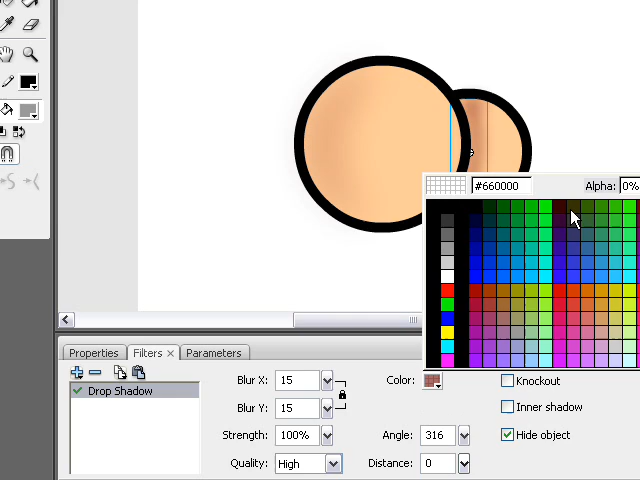 #660000 Alpha: 0%
Properties Filters Parameters
Drop Shadow
Blur X: 15 Color: Knockout
Blur Y: 15 Inner shadow
Strength: 100% Angle: 316 Hide object
Quality: High Distance: 0